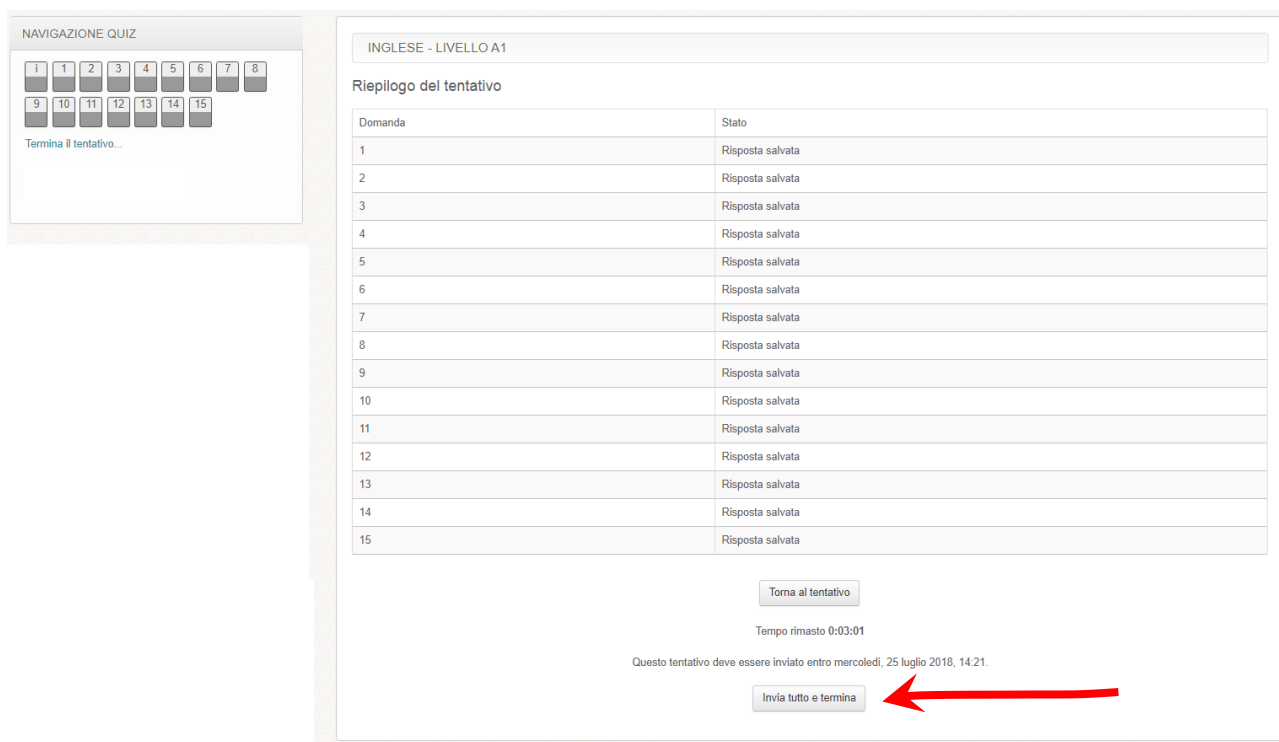 NAVIGAZIONE QUIZ
i 1 2 3 4 5 6 7 8
9 10 11 12 13 14 15
Termina il tentativo...
INGLESE - LIVELLO A1
Riepilogo del tentativo
Domanda Stato
1 Risposta salvata
2 Risposta salvata
3 Risposta salvata
4 Risposta salvata
5 Risposta salvata
6 Risposta salvata
7 Risposta salvata
8 Risposta salvata
9 Risposta salvata
10 Risposta salvata
11 Risposta salvata
12 Risposta salvata
13 Risposta salvata
14 Risposta salvata
15 Risposta salvata
Torna al tentativo
Tempo rimasto 0:03:01
Questo tentativo deve essere inviato entro mercoledì, 25 luglio 2018, 14:21.
Invia tutto e termina